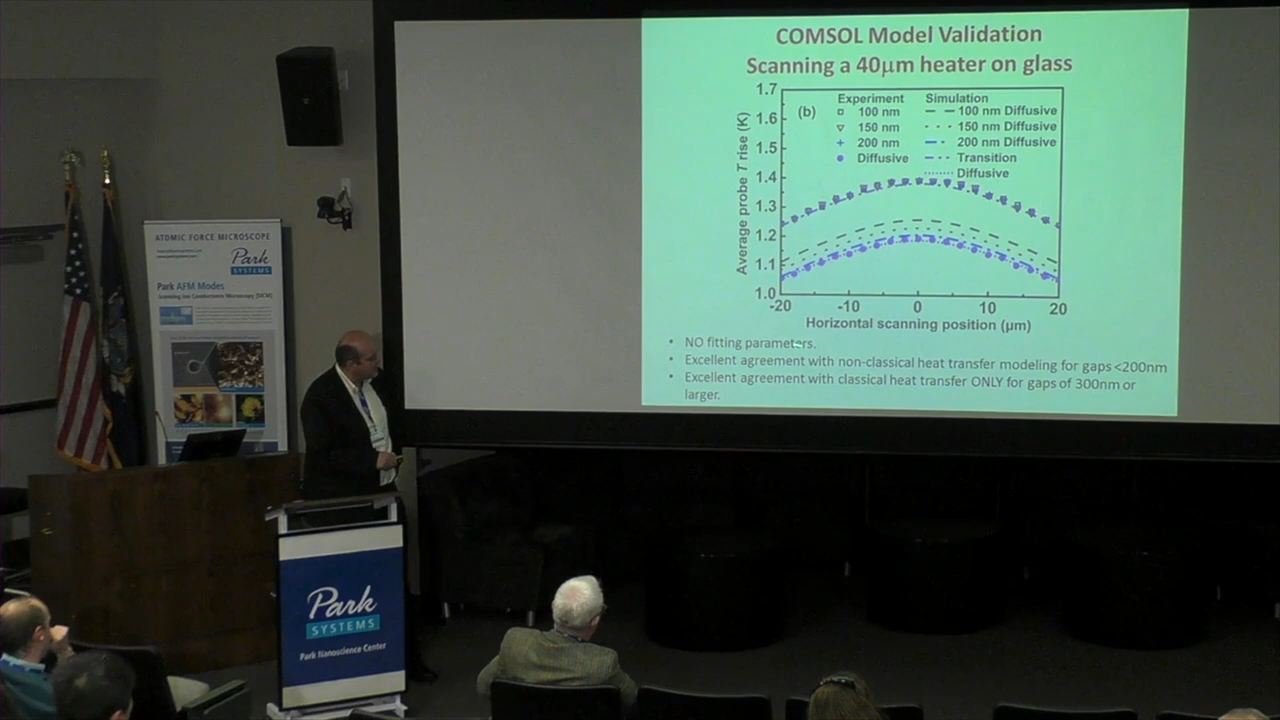 COMSOL Model Validation
Scanning a 40μm heater on glass
1.7
1.6
1.5
1.4
1.3
1.2
1.1
1.0
Average probe T rise (K)
(b)
Experiment
100 nm
150 nm
200 nm
Diffusive
Simulation
100 nm Diffusive
150 nm Diffusive
200 nm Diffusive
Transition
Diffusive
-20 -10 0 10 20
Horizontal scanning position (μm)
• NO fitting parameters.
• Excellent agreement with non-classical heat transfer modeling for gaps <200nm
• Excellent agreement with classical heat transfer ONLY for gaps of 300nm or
larger.
ATOMIC FORCE MICROSCOPE
Park
SYSTEMS
Park AFM Modes
Scanning Ion Conductance Microscopy (SICM)
Park
SYSTEMS
Park Nanoscience Center